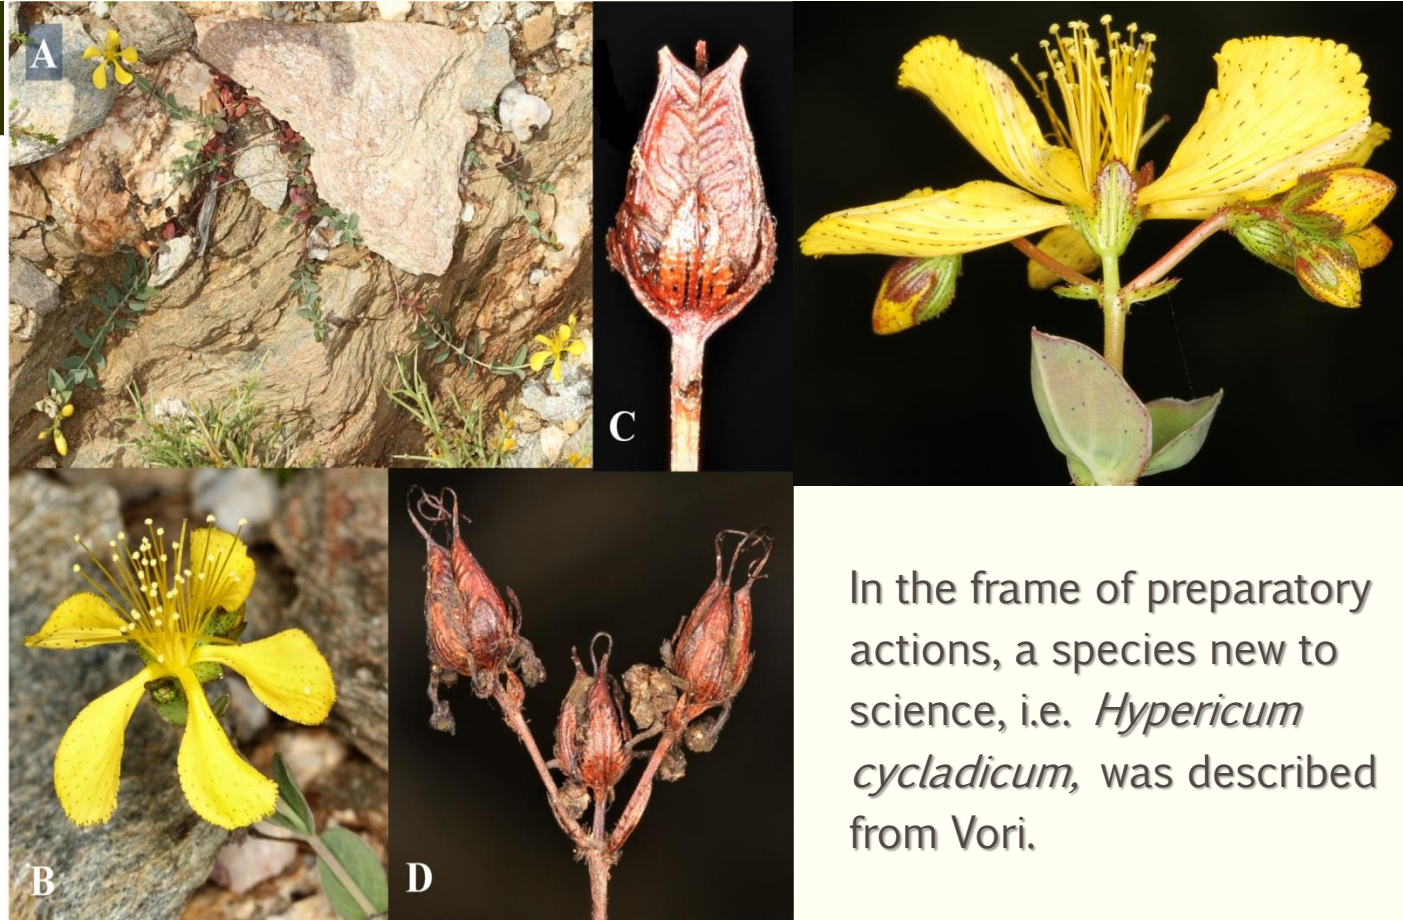 A
C
B
D
In the frame of preparatory
actions, a species new to
science, i.e. Hypericum
cycladicum, was described
from Vori.